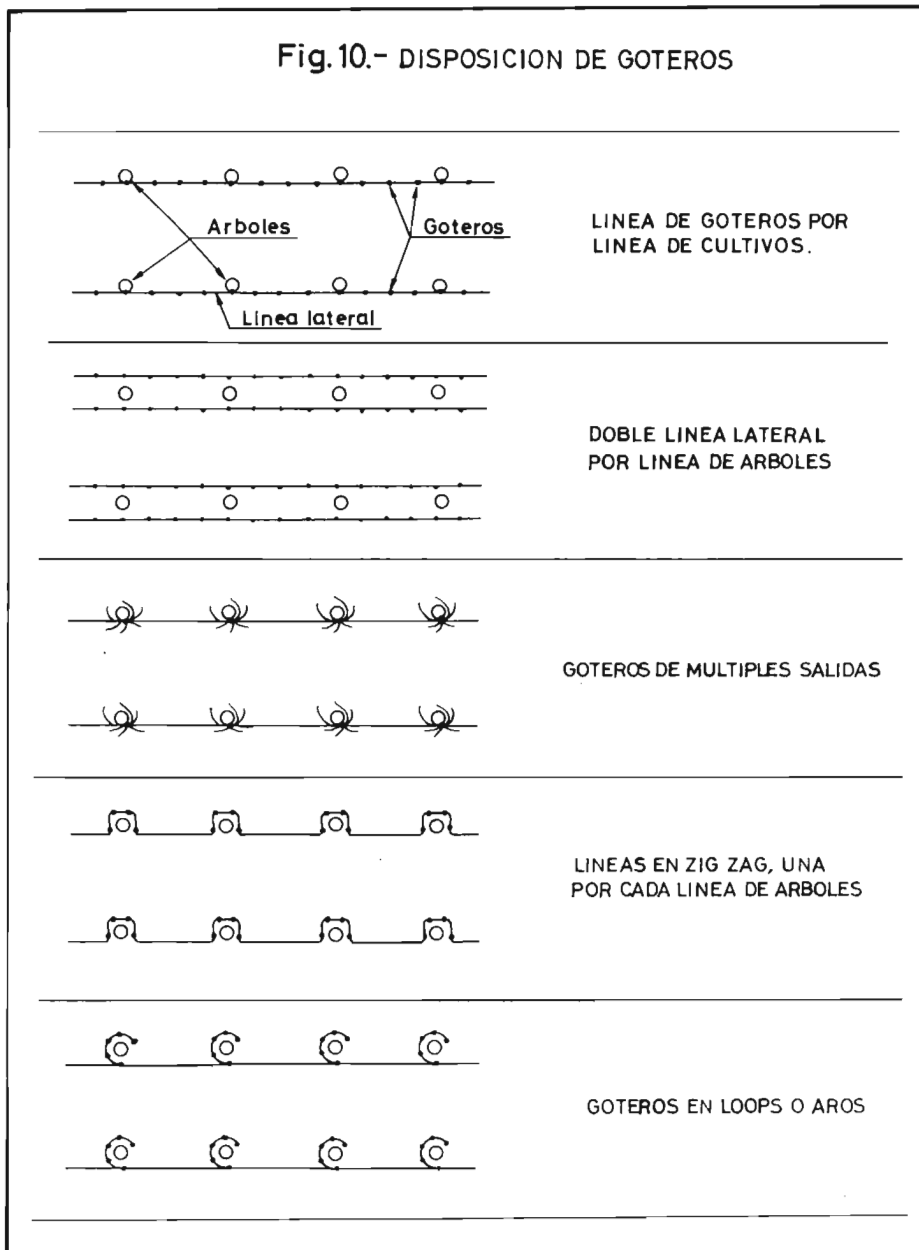 Fig.10.- DISPOSICION DE GOTEROS
Arboles
Goteros
Linea lateral
LINEA DE GOTEROS POR
LINEA DE CULTIVOS.
DOBLE LINEA LATERAL
POR LINEA DE ARBOLES
GOTEROS DE MULTIPLES SALIDAS
LINEAS EN ZIG ZAG, UNA
POR CADA LINEA DE ARBOLES
GOTEROS EN LOOPS O AROS